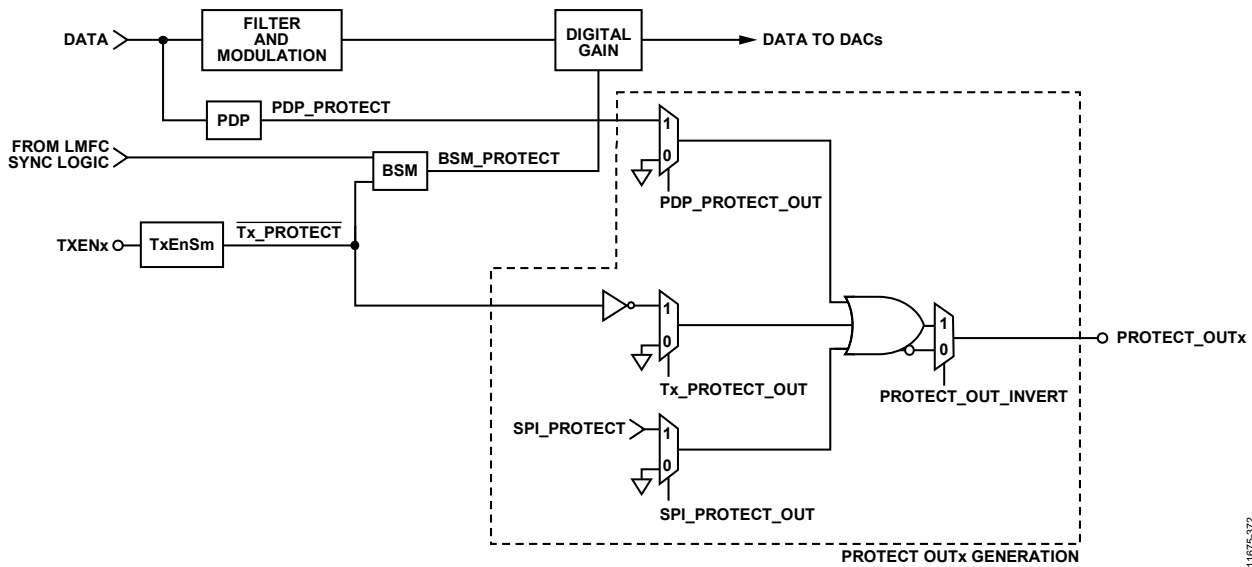 DATA
FILTER
AND
MODULATION
DIGITAL
GAIN
DATA TO DACs
PDP
PDP_PROTECT
1
0
PDP_PROTECT_OUT
FROM LMFC
SYNC LOGIC
BSM
BSM_PROTECT
TXENx
TxEnSm
Tx_PROTECT
1
0
Tx_PROTECT_OUT
1
0
PROTECT_OUTx
PROTECT_OUT_INVERT
SPI_PROTECT
1
0
SPI_PROTECT_OUT
PROTECT OUTx GENERATION
11675-372